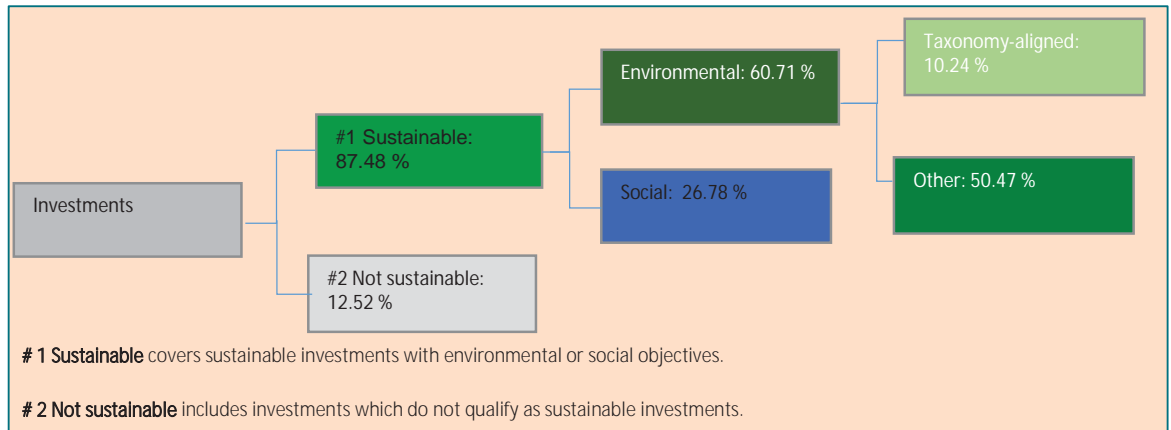 Investments
#1 Sustainable:
87.48 %
#2 Not sustainable:
12.52 %
Environmental: 60.71 %
Social: 26.78 %
Taxonomy-aligned:
10.24 %
Other: 50.47 %
# 1 Sustainable covers sustainable investments with environmental or social objectives.
# 2 Not sustainable includes investments which do not qualify as sustainable investments.